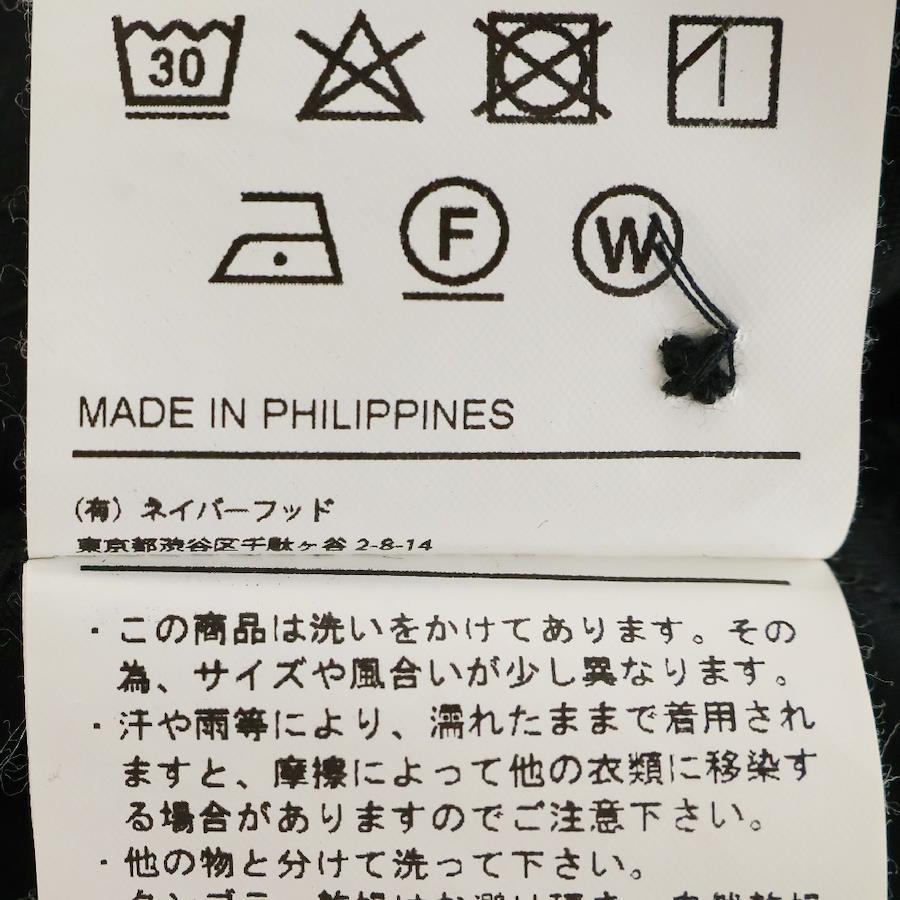 30
F W
MADE IN PHILIPPINES
(有) ネイバーフッド
東京都渋谷区千駄ヶ谷 2-8-14
・この商品は洗いをかけてあります。その
為、サイズや風合いが少し異なります。
・汗や雨等により、濡れたままで着用され
ますと、摩擦によって他の衣類に移染す
る場合がありますのでご注意下さい。
・他の物と分けて洗って下さい。